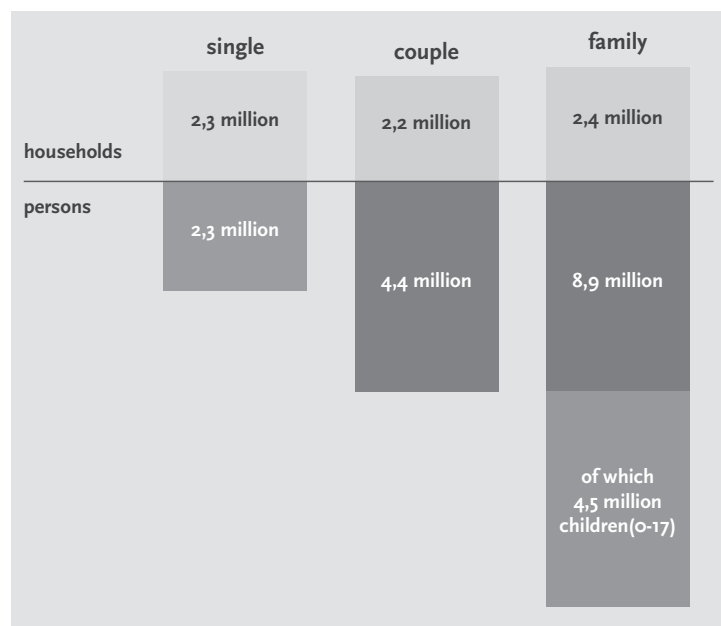 single
couple
family
2,3 million
2,2 million
2,4 million
households
persons
2,3 million
4,4 million
8,9 million
of which
4,5 million
children(0-17)